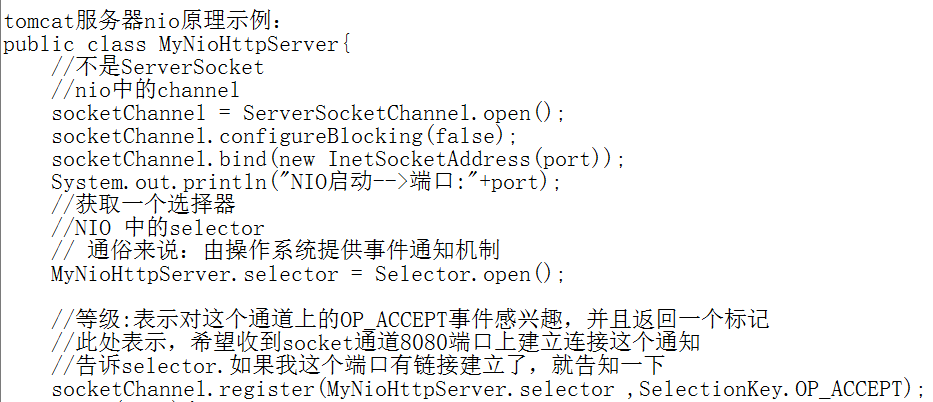 tomcat服务器nio原理示例：
public class MyNioHttpServer{
    //不是ServerSocket
    //nio中的channel
    socketChannel = ServerSocketChannel.open();
    socketChannel.configureBlocking(false);
    socketChannel.bind(new InetSocketAddress(port));
    System.out.println("NIO启动-->端口:"+port);
    //获取一个选择器
    //NIO 中的selector
    // 通俗来说：由操作系统提供事件通知机制
    MyNioHttpServer.selector = Selector.open();

    //等级:表示对这个通道上的OP_ACCEPT事件感兴趣，并且返回一个标记
    //此处表示，希望收到socket通道8080端口上建立连接这个通知
    //告诉selector.如果我这个端口有链接建立了，就告知一下
    socketChannel.register(MyNioHttpServer.selector ,SelectionKey.OP_ACCEPT);